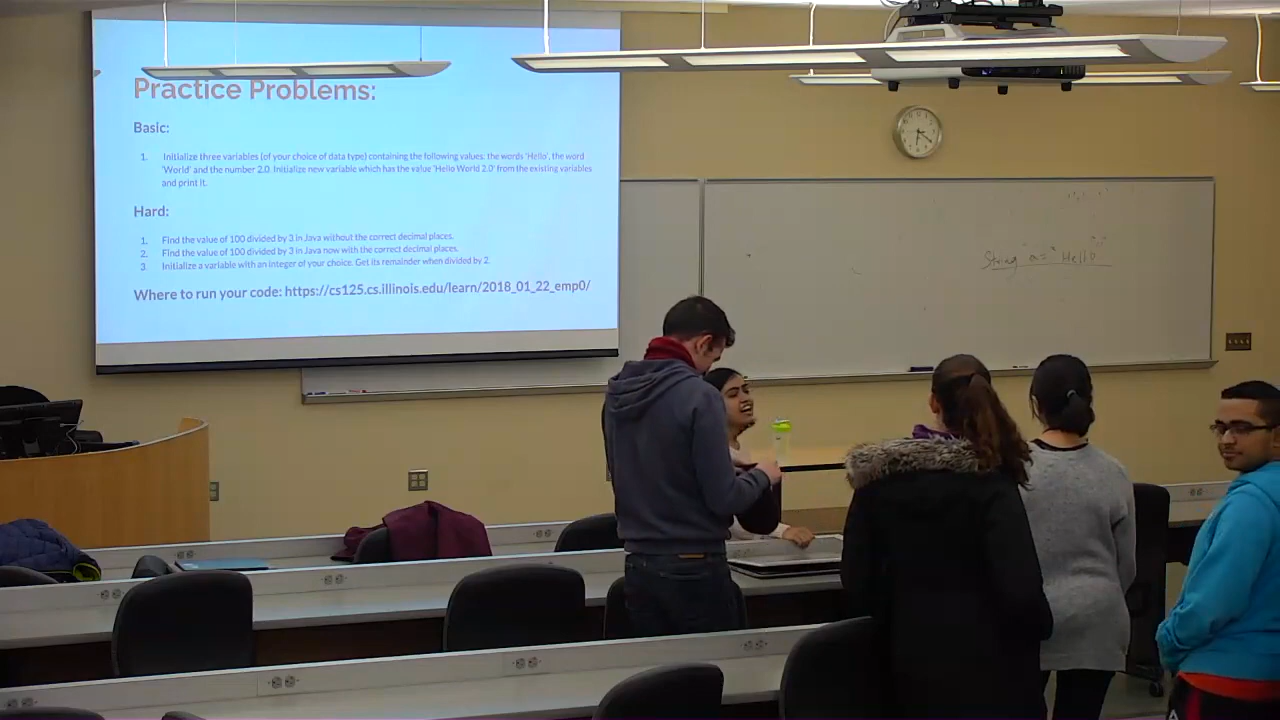 Practice Problems:
Basic:
1. Initialize three variables (of your choice of data type) containing the following values: the words 'Hello', the word
'World' and the number 2.0. Initialize new variable which has the value 'Hello World 2.0' from the existing variables
and print it.
Hard:
1. Find the value of 100 divided by 3 in Java without the correct decimal places.
2. Find the value of 100 divided by 3 in Java now with the correct decimal places.
3. Initialize a variable with an integer of your choice. Get its remainder when divided by 2.
Where to run your code: https://cs125.cs.illinois.edu/learn/2018_01_22_emp0/
String a = "Hello"